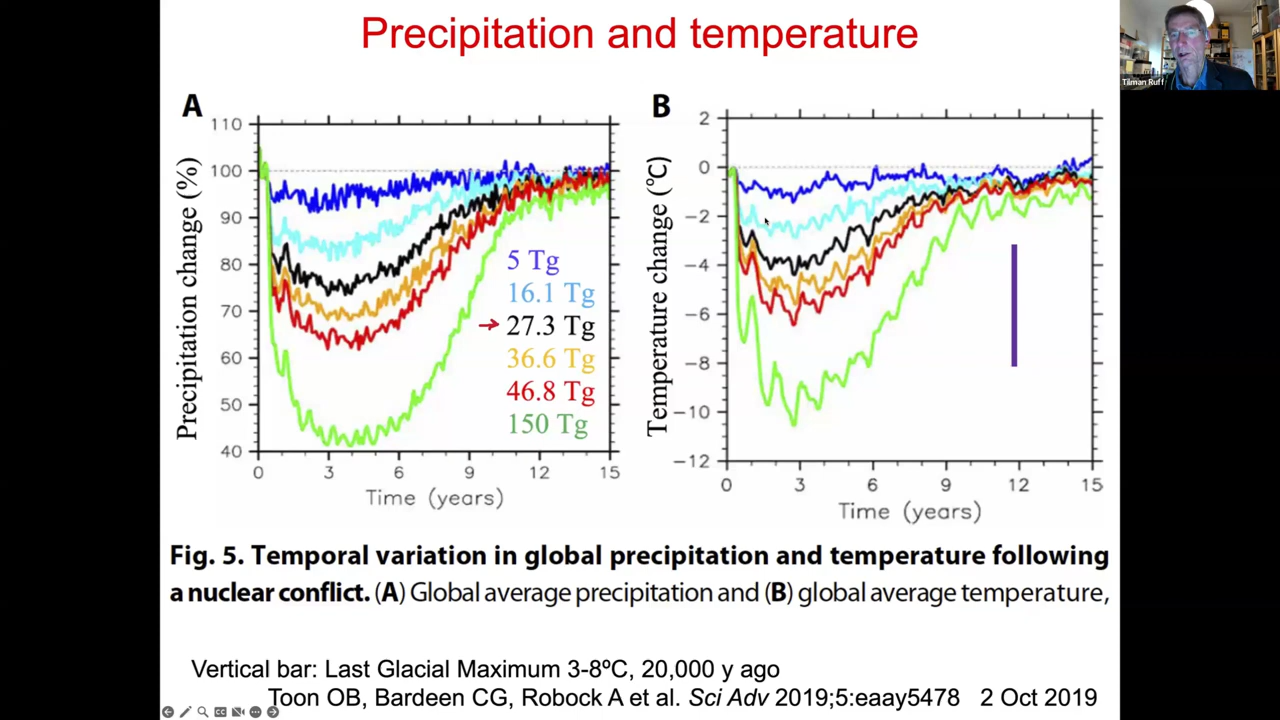 Precipitation and temperature
Tilman Ruff
A
B
110
100
90
80
70
60
50
40
Precipitation change (%)
0 3 6 9 12 15
Time (years)
5 Tg
16.1 Tg
27.3 Tg
36.6 Tg
46.8 Tg
150 Tg
2
0
−2
−4
−6
−8
−10
−12
Temperature change (°C)
0 3 6 9 12 15
Time (years)
Fig. 5. Temporal variation in global precipitation and temperature following
a nuclear conflict. (A) Global average precipitation and (B) global average temperature,
Vertical bar: Last Glacial Maximum 3-8ºC, 20,000 y ago
Toon OB, Bardeen CG, Robock A et al. Sci Adv 2019;5:eaay5478 2 Oct 2019